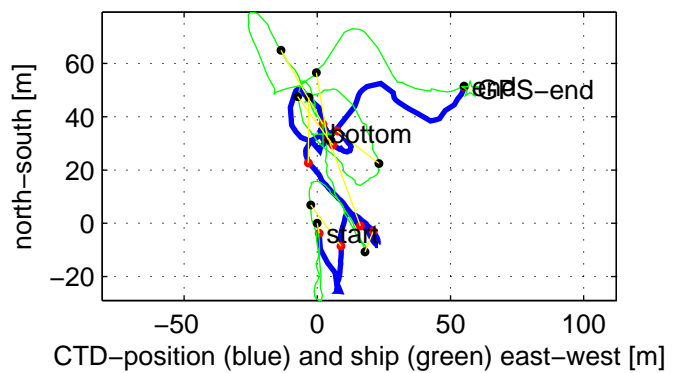 60
40
20
0
−20
−50
0
50
100
north−south [m]
end
GPS−end
bottom
start
CTD−position (blue) and ship (green) east−west [m]